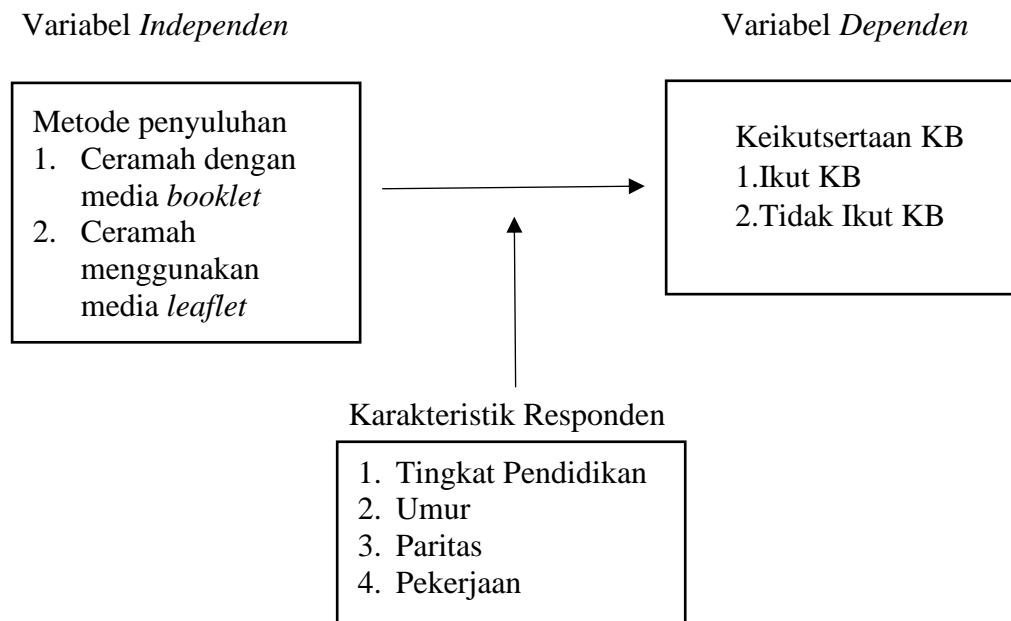 Variabel Independen
Variabel Dependen
Metode penyuluhan
1. Ceramah dengan
media booklet
2. Ceramah
menggunakan
media leaflet
Keikutsertaan KB
1.Ikut KB
2.Tidak Ikut KB
Karakteristik Responden
1. Tingkat Pendidikan
2. Umur
3. Paritas
4. Pekerjaan